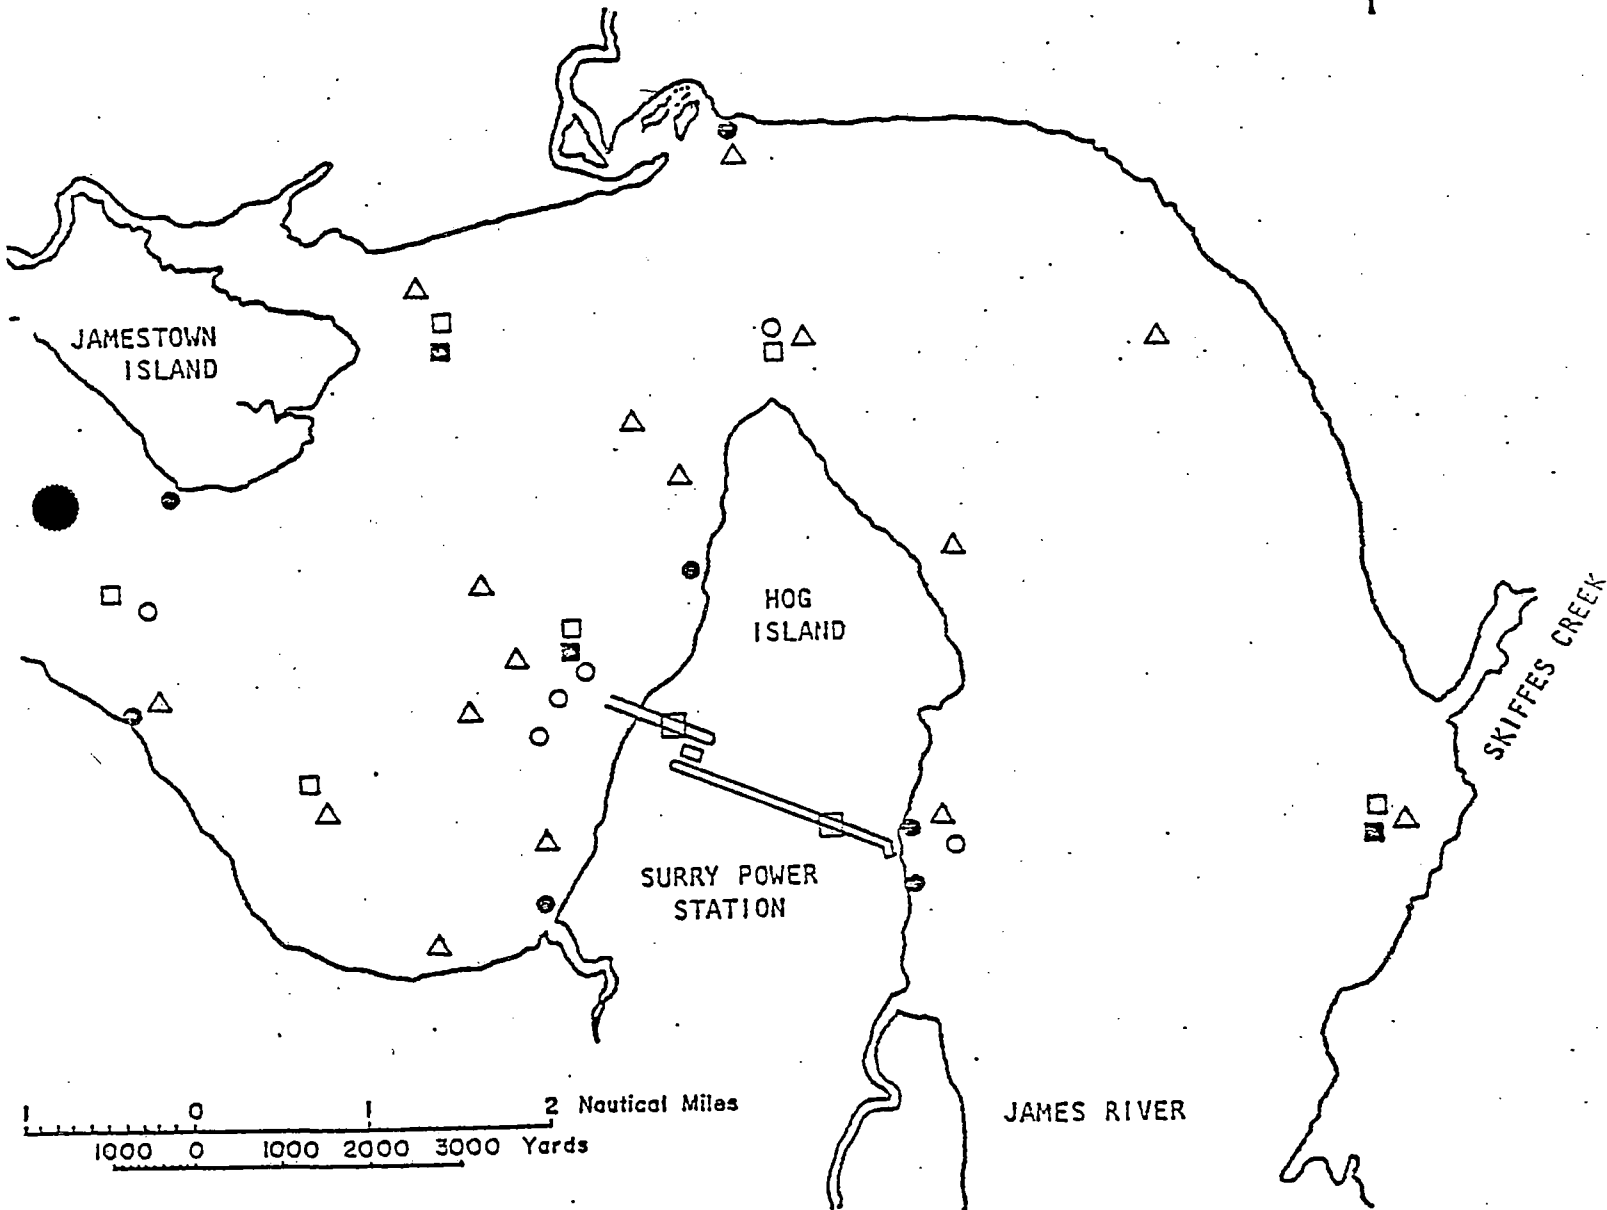 JAMESTOWN
ISLAND
HOG
ISLAND
SKIFFES CREEK
SURRY POWER
STATION
JAMES RIVER
1 0 1 2 Nautical Miles
1000 0 1000 2000 3000 Yards